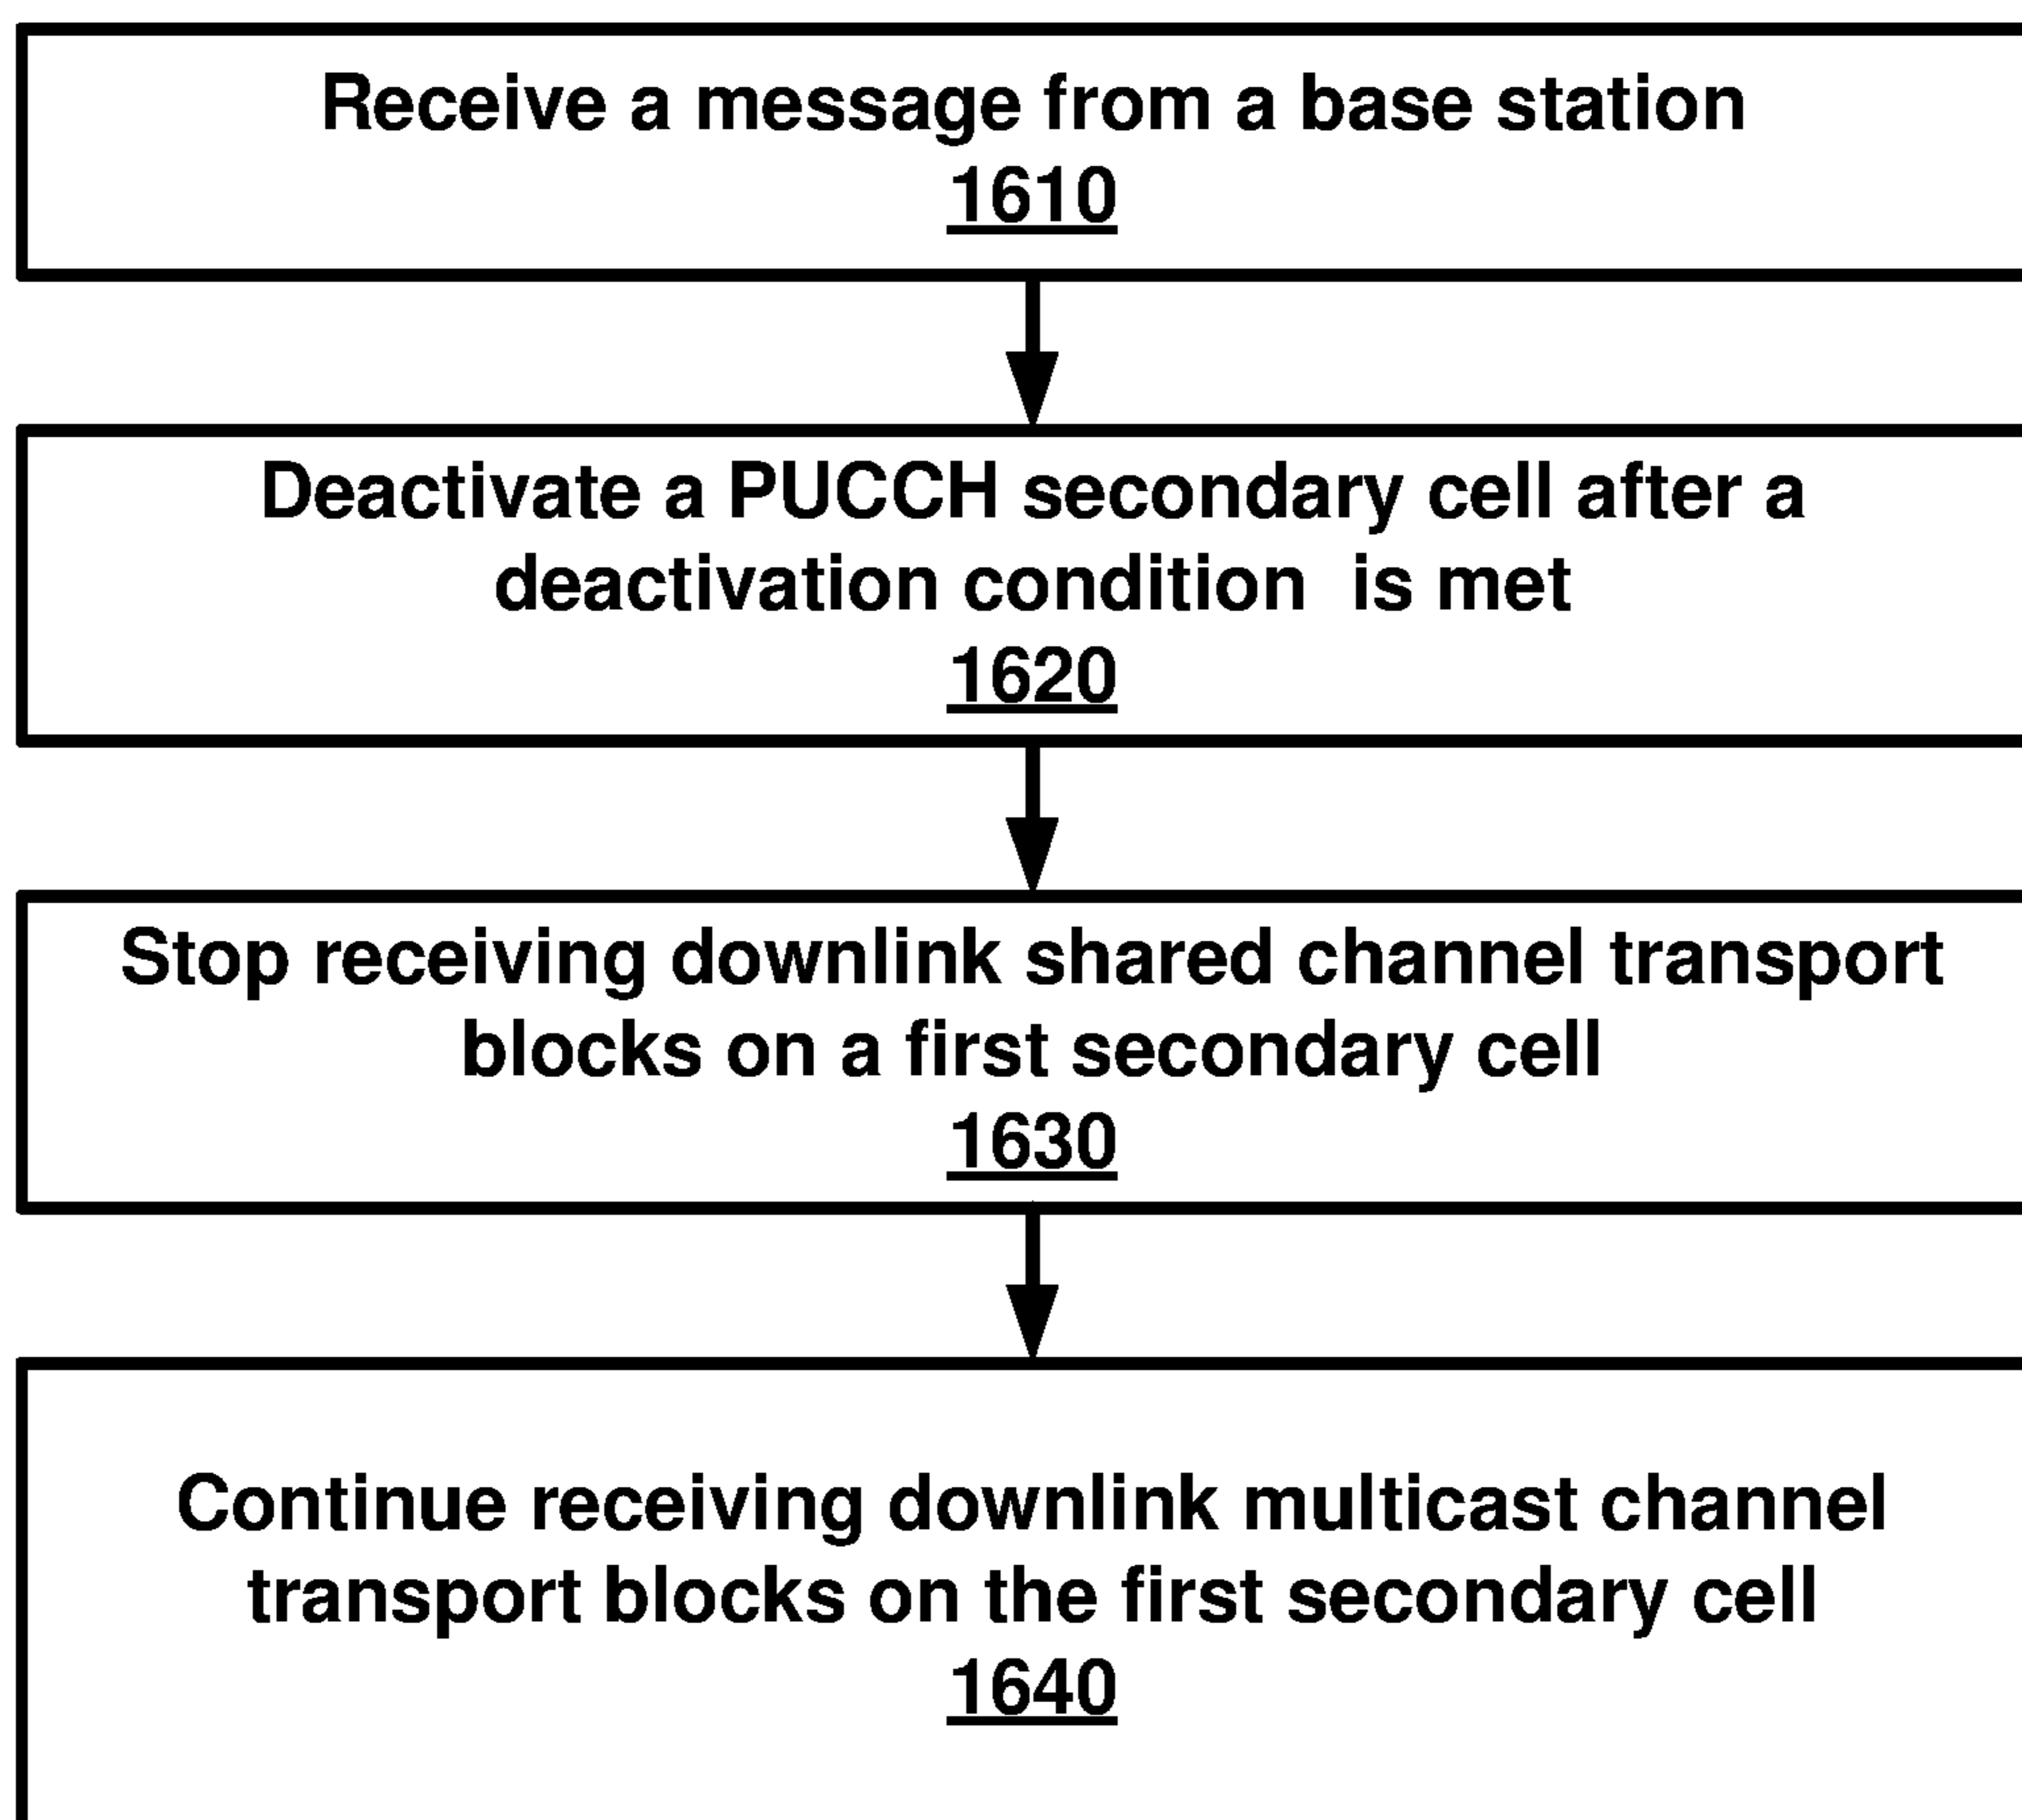 Receive a message from a base station
1610
Deactivate a PUCCH secondary cell after a
deactivation condition  is met
1620
Stop receiving downlink shared channel transport
blocks on a first secondary cell
1630
Continue receiving downlink multicast channel
transport blocks on the first secondary cell
1640